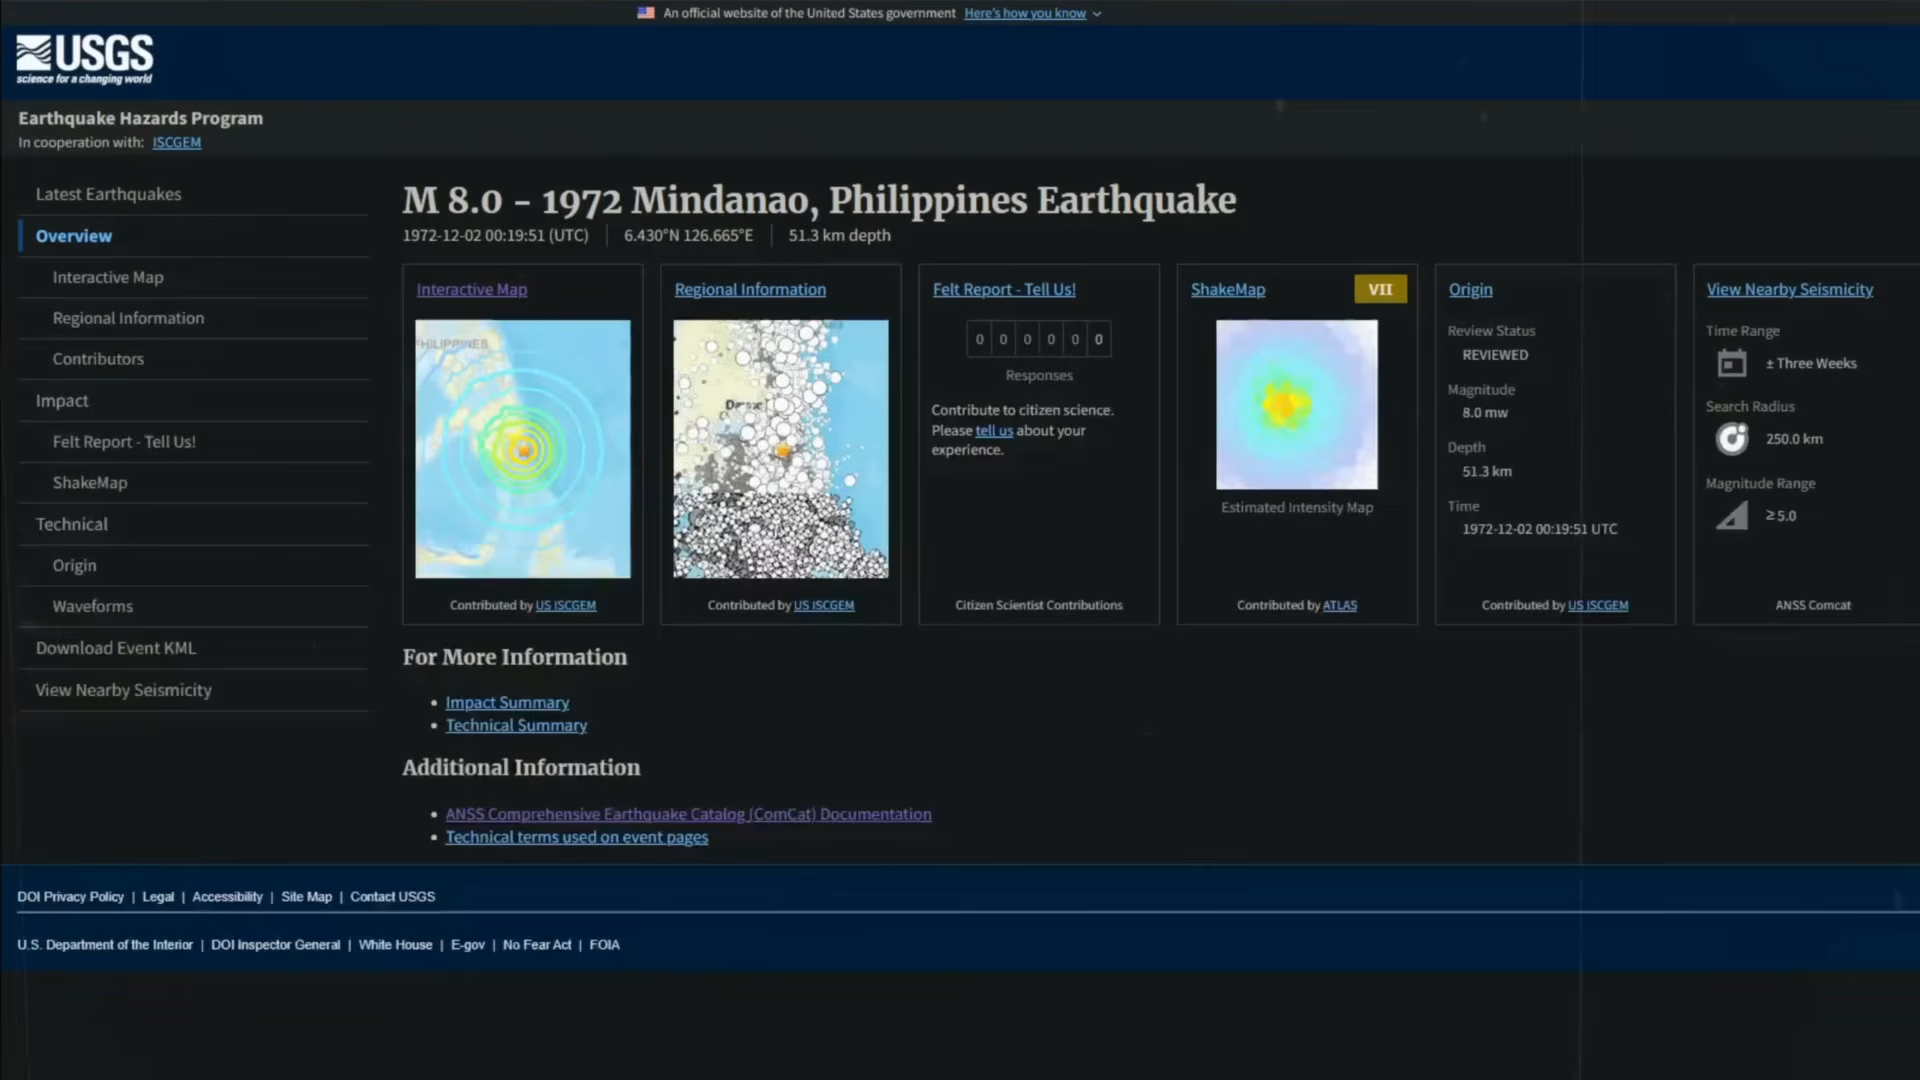 An official website of the United States government Here's how you know
USGS
science for a changing world
Earthquake Hazards Program
In cooperation with: ISCGEM
Latest Earthquakes
Overview
Interactive Map
Regional Information
Contributors
Impact
Felt Report - Tell Us!
ShakeMap
Technical
Origin
Waveforms
Download Event KML
View Nearby Seismicity
M 8.0 - 1972 Mindanao, Philippines Earthquake
1972-12-02 00:19:51 (UTC) 6.430°N 126.665°E 51.3 km depth
Interactive Map
Contributed by US ISCGEM
Regional Information
Contributed by US ISCGEM
Felt Report - Tell Us!
0 0 0 0 0 0
Responses
Contribute to citizen science.
Please tell us about your
experience.
Citizen Scientist Contributions
ShakeMap VII
Estimated Intensity Map
Contributed by ATLAS
Origin
Review Status
REVIEWED
Magnitude
8.0 mw
Depth
51.3 km
Time
1972-12-02 00:19:51 UTC
Contributed by US ISCGEM
View Nearby Seismicity
Time Range
± Three Weeks
Search Radius
250.0 km
Magnitude Range
≥ 5.0
ANSS Comcat
For More Information
• Impact Summary
• Technical Summary
Additional Information
• ANSS Comprehensive Earthquake Catalog (ComCat) Documentation
• Technical terms used on event pages
DOI Privacy Policy | Legal | Accessibility | Site Map | Contact USGS
U.S. Department of the Interior | DOI Inspector General | White House | E-gov | No Fear Act | FOIA